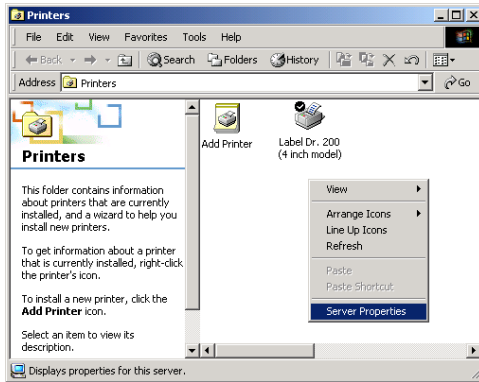 Printers
File Edit View Favorites Tools Help
Back Search Folders History
Address Printers Go
Printers
This folder contains information
about printers that are currently
installed, and a wizard to help you
install new printers.
To get information about a printer
that is currently installed, right-click
the printer's icon.
To install a new printer, click the
Add Printer icon.
Select an item to view its
description.
Add Printer
Label Dr. 200
(4 inch model)
View
Arrange Icons
Line Up Icons
Refresh
Paste
Paste Shortcut
Server Properties
Displays properties for this server.